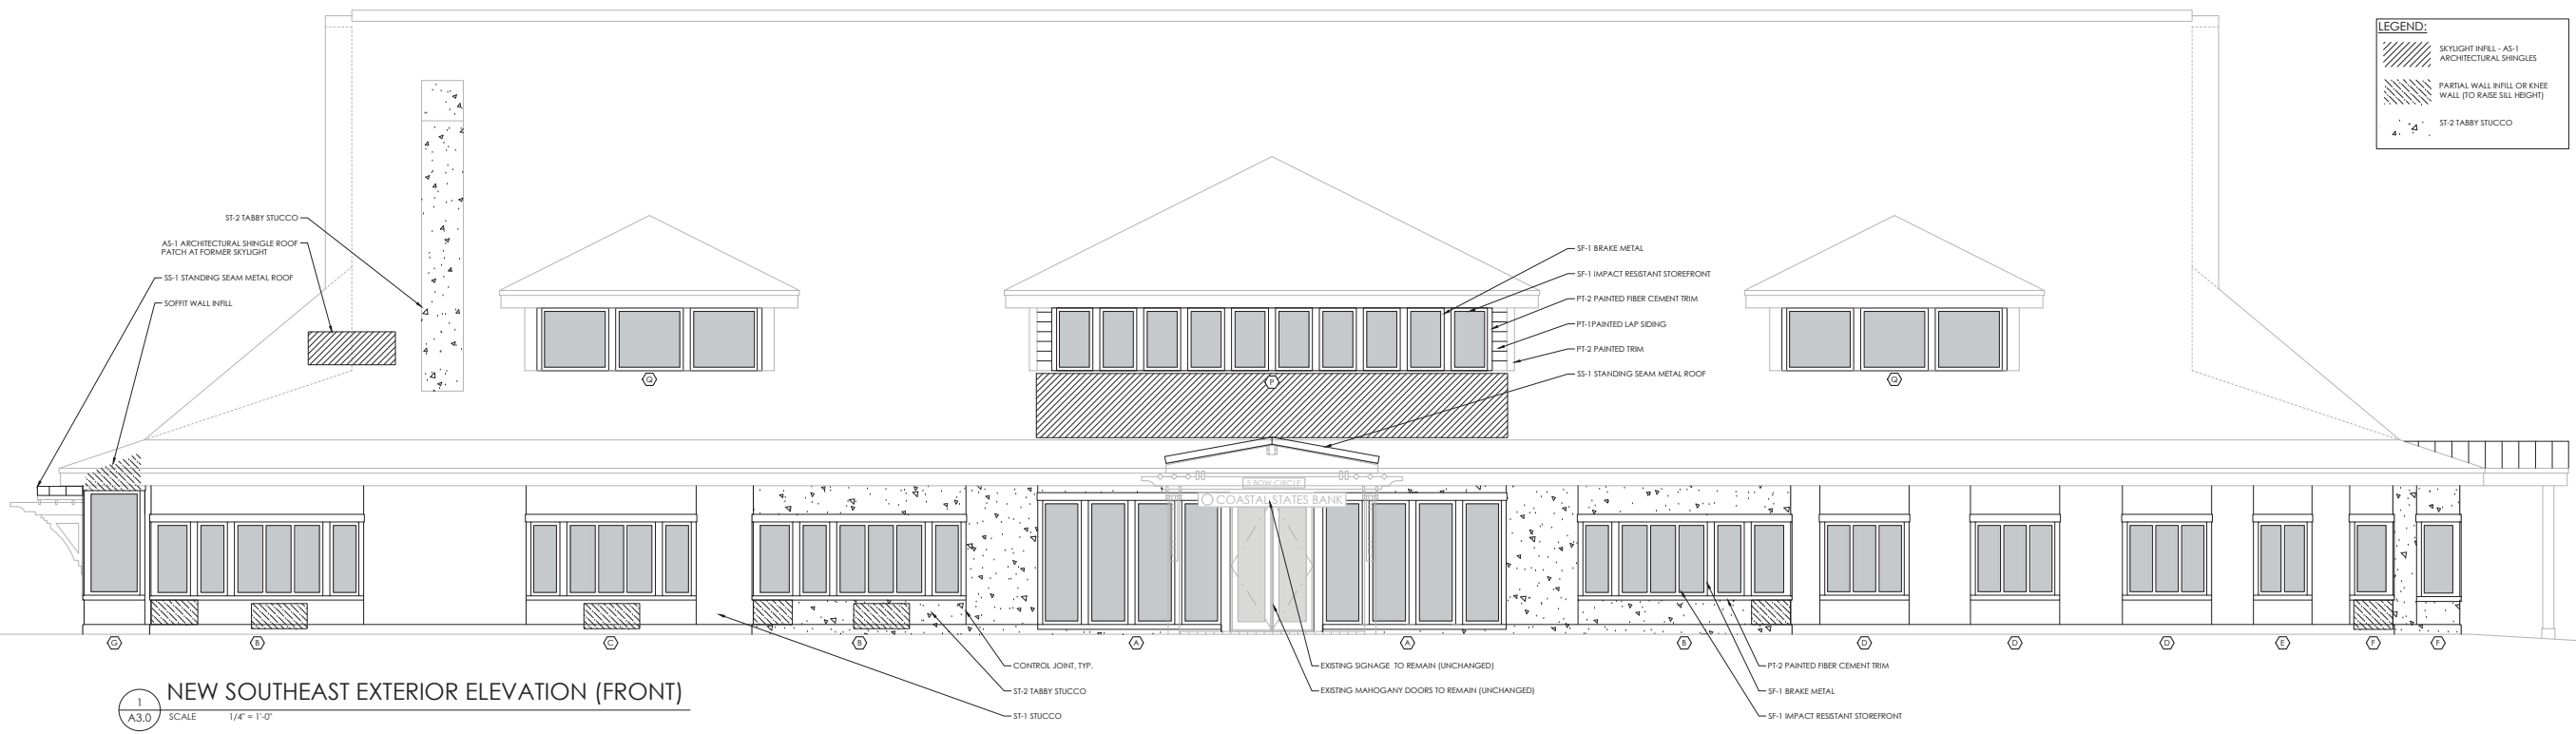 LEGEND:
SKYLIGHT INFILL - AS-1
ARCHITECTURAL SHINGLES
PARTIAL WALL INFILL OR KNEE
WALL (TO RAISE SILL HEIGHT)
ST-2 TABBY STUCCO
ST-2 TABBY STUCCO
AS-1 ARCHITECTURAL SHINGLE ROOF
PATCH AT FORMER SKYLIGHT
SS-1 STANDING SEAM METAL ROOF
SOFFIT WALL INFILL
SF-1 BRAKE METAL
SF-1 IMPACT RESISTANT STOREFRONT
PT-2 PAINTED FIBER CEMENT TRIM
PT-1PAINTED LAP SIDING
PT-2 PAINTED TRIM
SS-1 STANDING SEAM METAL ROOF
Q
P
Q
5 BOW CIRCLE
COASTAL STATES BANK
G
B
C
B
A
A
B
D
D
D
E
F
F
CONTROL JOINT, TYP.
ST-2 TABBY STUCCO
ST-1 STUCCO
EXISTING SIGNAGE TO REMAIN (UNCHANGED)
EXISTING MAHOGANY DOORS TO REMAIN (UNCHANGED)
PT-2 PAINTED FIBER CEMENT TRIM
SF-1 BRAKE METAL
SF-1 IMPACT RESISTANT STOREFRONT
1
A3.0
NEW SOUTHEAST EXTERIOR ELEVATION (FRONT)
SCALE 1/4" = 1'-0"